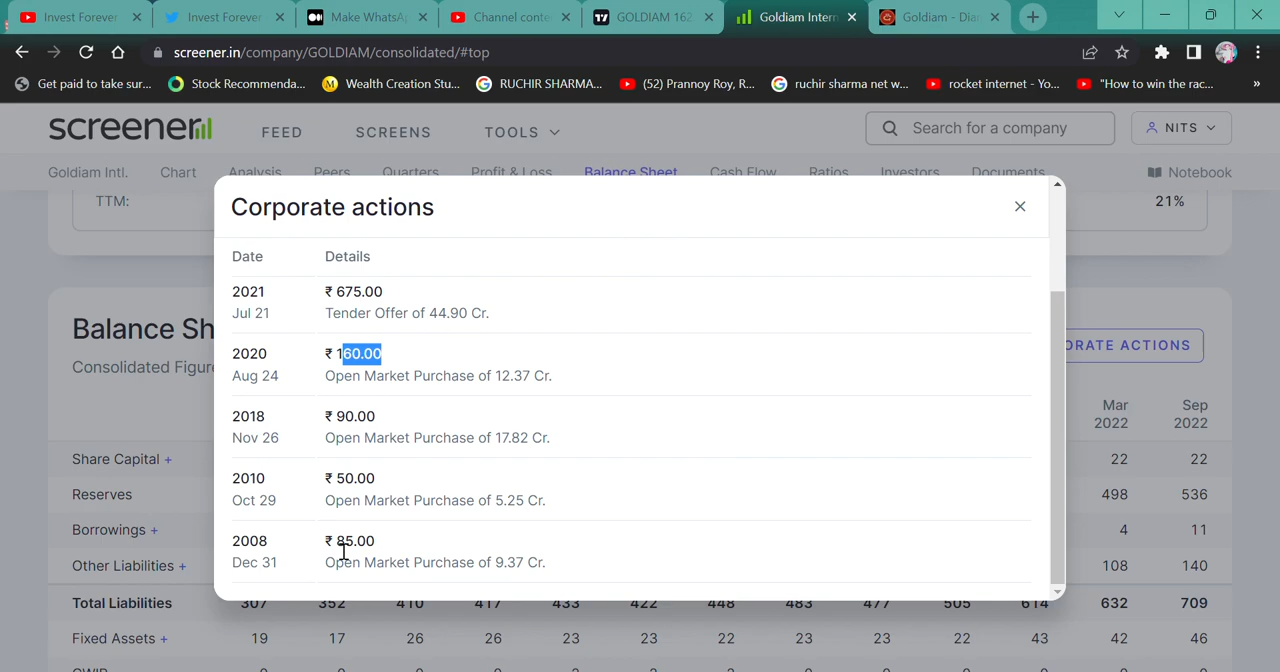 Invest Forever
Invest Forever
Make WhatsAp
Channel conte
GOLDIAM 162
Goldiam Intern
Goldiam - Dia
screener.in/company/GOLDIAM/consolidated/#top
Get paid to take sur...
Stock Recommenda...
Wealth Creation Stu...
RUCHIR SHARMA...
(52) Prannoy Roy, R...
ruchir sharma net w...
rocket internet - Yo...
"How to win the rac...
»
screener
FEED
SCREENS
TOOLS
Search for a company
NITS
Goldiam Intl.
Chart
Analysis
Peers
Quarters
Profit & Loss
Balance Sheet
Cash Flow
Ratios
Investors
Documents
Notebook
TTM:
21%
Corporate actions
Date Details
2021 ₹ 675.00
Jul 21 Tender Offer of 44.90 Cr.
2020 ₹ 160.00
Aug 24 Open Market Purchase of 12.37 Cr.
2018 ₹ 90.00
Nov 26 Open Market Purchase of 17.82 Cr.
2010 ₹ 50.00
Oct 29 Open Market Purchase of 5.25 Cr.
2008 ₹ 85.00
Dec 31 Open Market Purchase of 9.37 Cr.
Balance Sh
Consolidated Figur
ORATE ACTIONS
Mar 2022 Sep 2022
Share Capital + 22 22
Reserves 498 536
Borrowings + 4 11
Other Liabilities + 108 140
Total Liabilities 307 352 410 417 433 422 448 483 477 505 614 632 709
Fixed Assets + 19 17 26 26 23 23 22 23 23 22 43 42 46